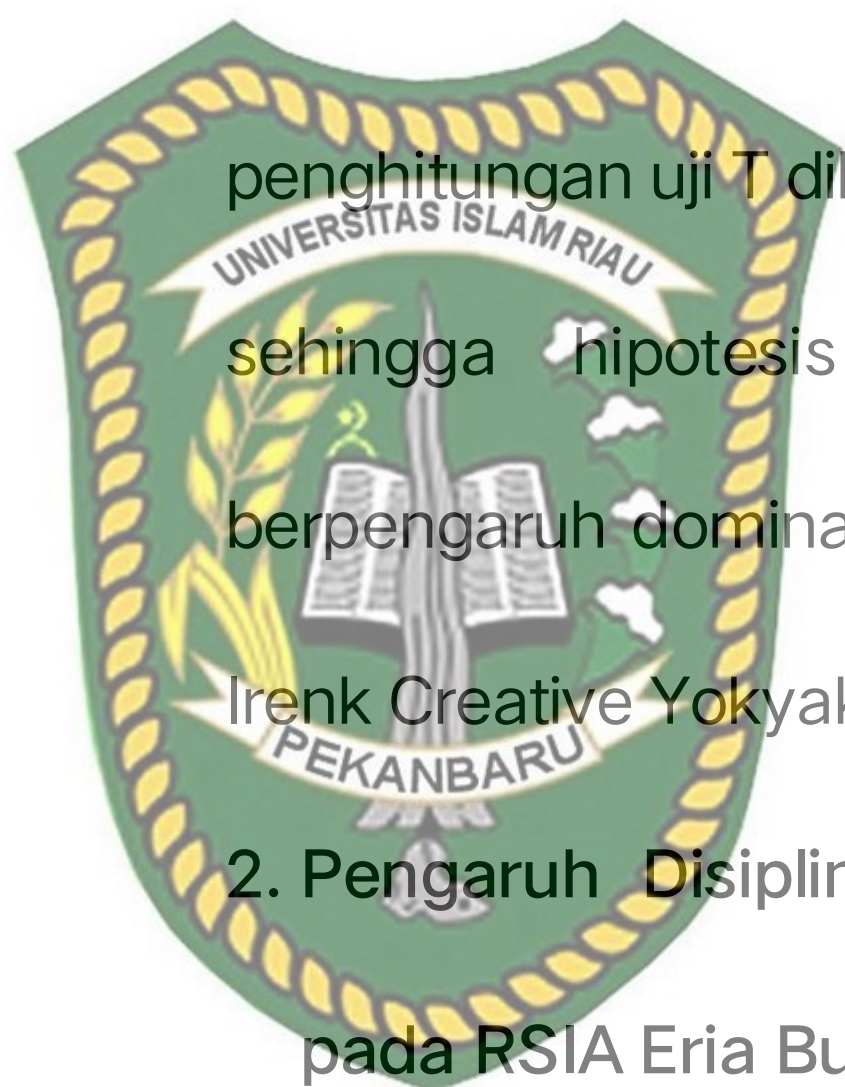 penghitungan uji T dil
UNIVERSITAS ISLAM RIAU
sehingga hipotesis
berpengaruh domina
Irenk Creative Yokyak
PEKANBARU
2. Pengaruh Disiplin
pada RSIA Eria Bu